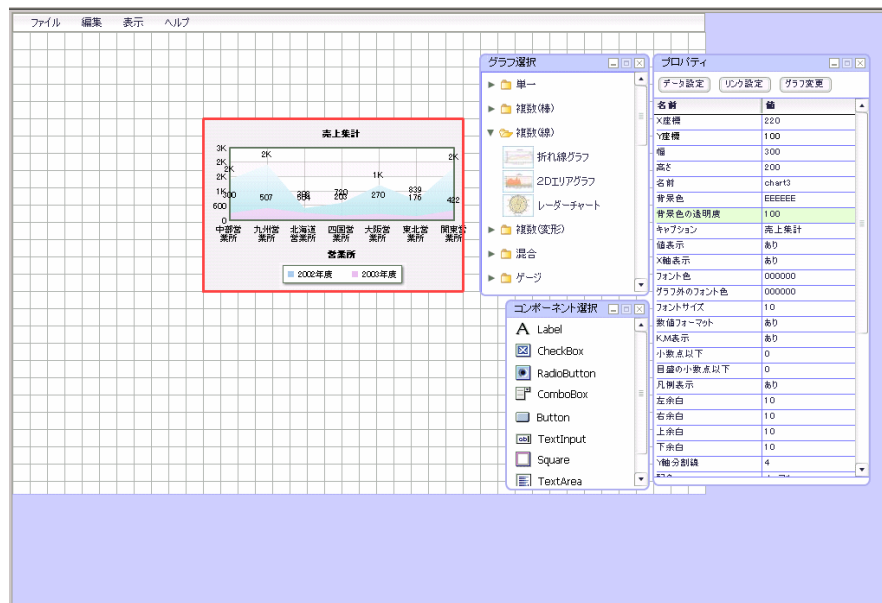 ファイル 編集 表示 ヘルプ
売上集計
3K
2K
2K
1K
600
0
2K
2K
1K
2K
300
507
504
720
203
270
839
176
422
中部営業所 九州営業所 北海道営業所 四国営業所 大阪営業所 東北営業所 関東営業所
営業所
2002年度 2003年度
グラフ選択
単一
複数(棒)
複数(線)
折れ線グラフ
2Dエリアグラフ
レーダーチャート
複数(変形)
混合
ゲージ
コンポーネント選択
A Label
CheckBox
RadioButton
ComboBox
Button
TextInput
Square
TextArea
プロパティ
データ設定 リンク設定 グラフ変更
名前 値
X座標 220
Y座標 100
幅 300
高さ 200
名前 chart3
背景色 EEEEEE
背景色の透明度 100
キャプション 売上集計
値表示 あり
X軸表示 あり
フォント色 000000
グラフ外のフォント色 000000
フォントサイズ 10
数値フォーマット あり
K,M表示 あり
小数点以下 0
目盛の小数点以下 0
凡例表示 あり
左余白 10
右余白 10
上余白 10
下余白 10
Y軸分割線 4